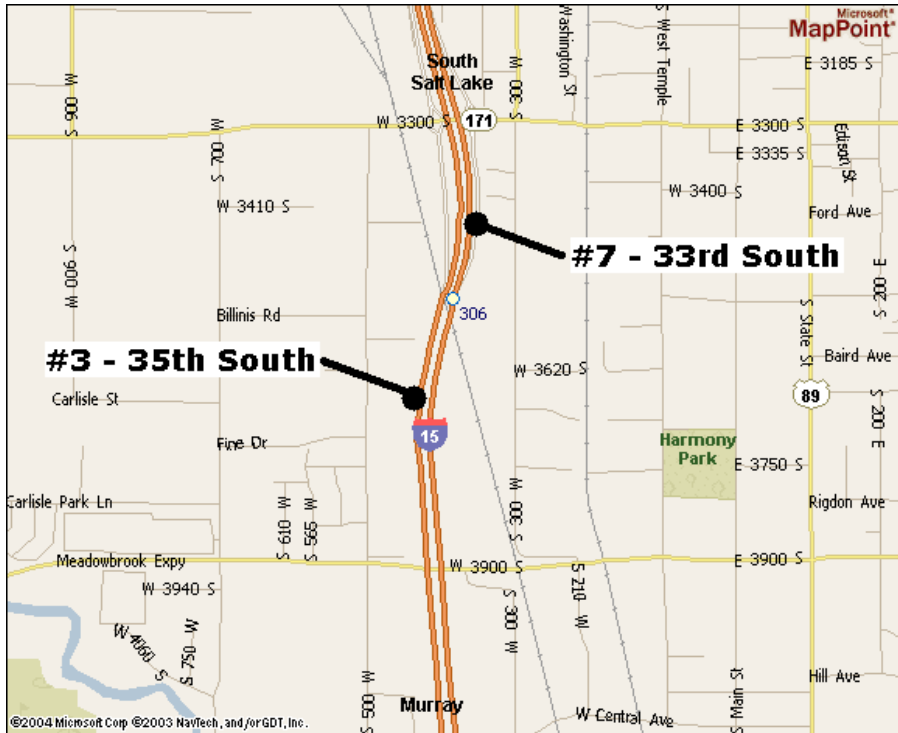 Microsoft®
MapPoint®
South
Salt Lake
S 900 W
S 700 W
W 3300 S
171
S 300 W
Washington St
S West Temple
E 3185 S
E 3300 S
E 3335 S
Edison St
W 3400 S
W 3410 S
Ford Ave
#7 - 33rd South
S 900 W
S 200 E
306
Billinis Rd
S State St
#3 - 35th South
W 3620 S
Baird Ave
Carlisle St
89
S 200 E
15
Fine Dr
Harmony
Park
E 3750 S
Carlisle Park Ln
S 610 W
S 565 W
S 300 W
Rigdon Ave
Meadowbrook Expy
W 3900 S
E 3900 S
W 3940 S
S 210 W
S 300 W
W 4060 S
S 750 W
S 500 W
S Main St
Hill Ave
Murray
W Central Ave
©2004 Microsoft Corp ©2003 NavTech, and/or GDT, Inc.